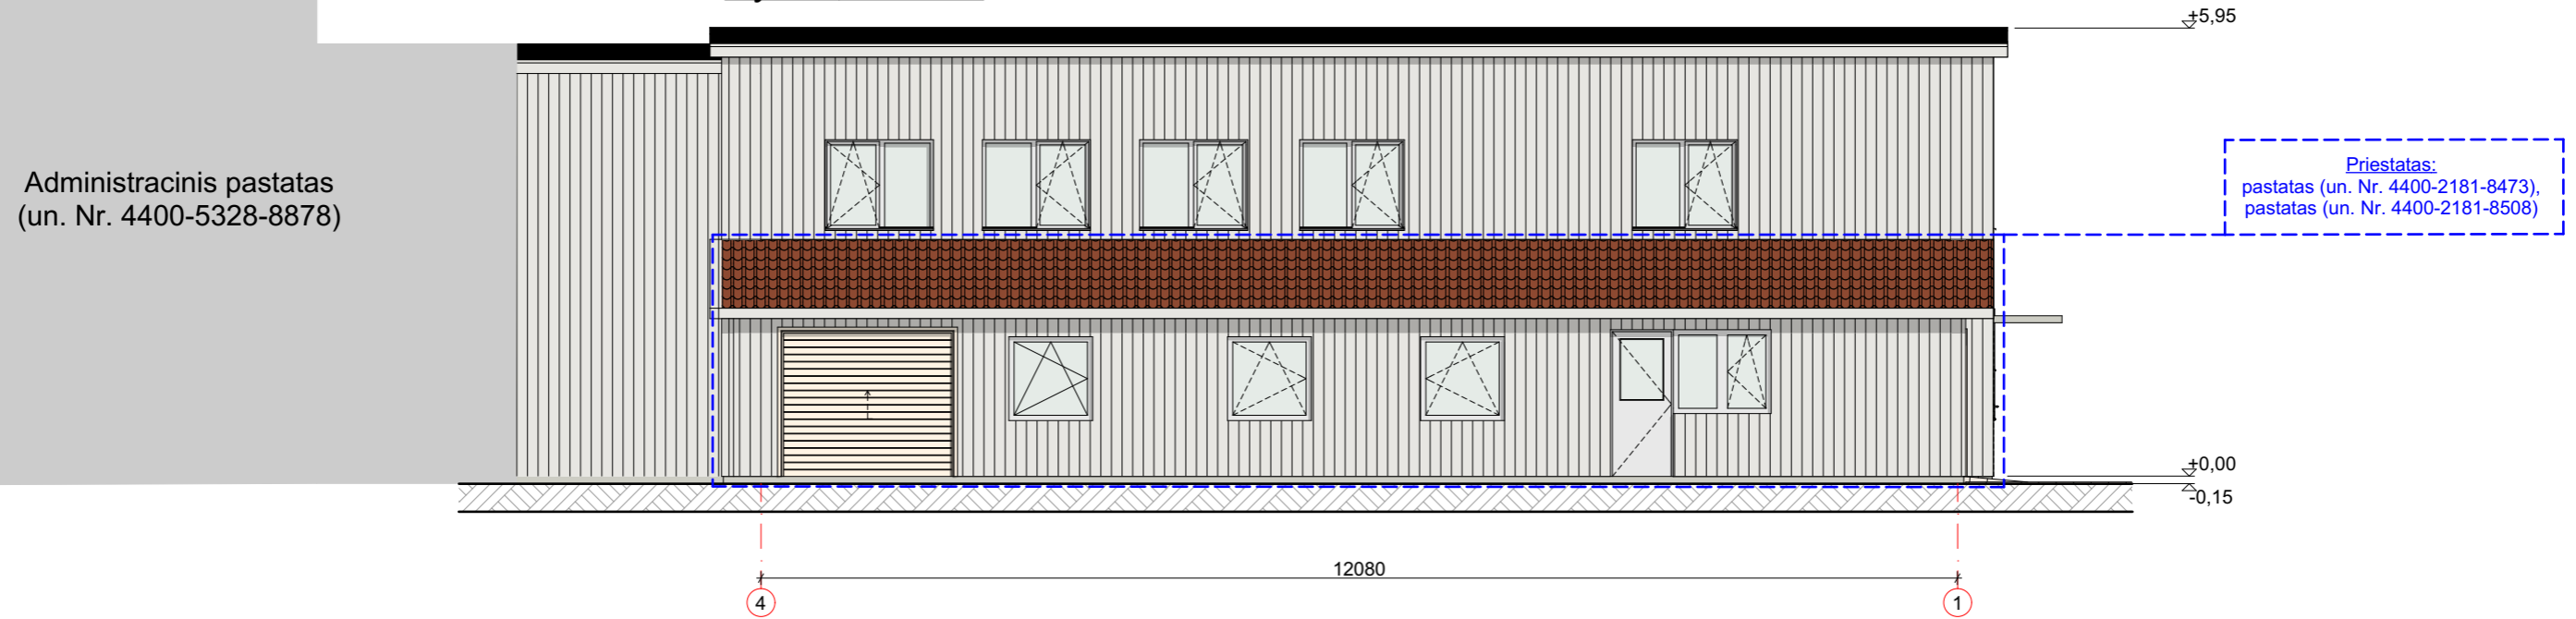 +5,95
Administracinis pastatas
(un. Nr. 4400-5328-8878)
Priestatas:
pastatas (un. Nr. 4400-2181-8473),
pastatas (un. Nr. 4400-2181-8508)
+0,00
-0,15
12080
4
1